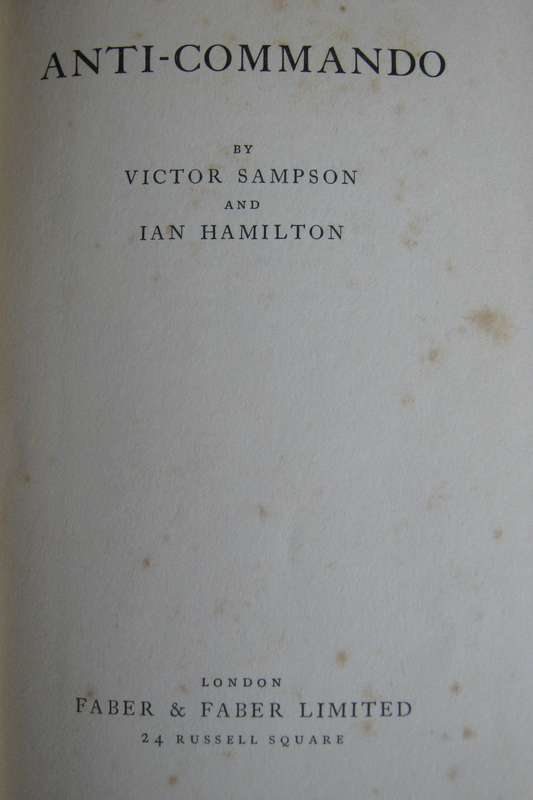 ANTI-COMMANDO
BY
VICTOR SAMPSON
AND
IAN HAMILTON
LONDON
FABER & FABER LIMITED
24 RUSSELL SQUARE